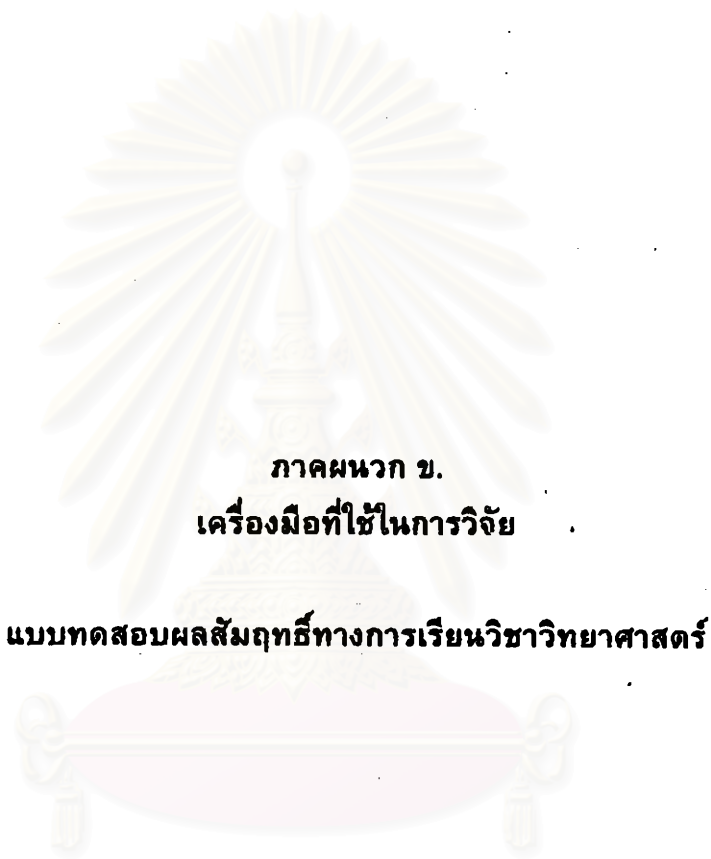 ภาคผนวก ข.
เครื่องมือที่ใช้ในการวิจัย
แบบทดสอบผลสัมฤทธิ์ทางการเรียนวิชาวิทยาศาสตร์